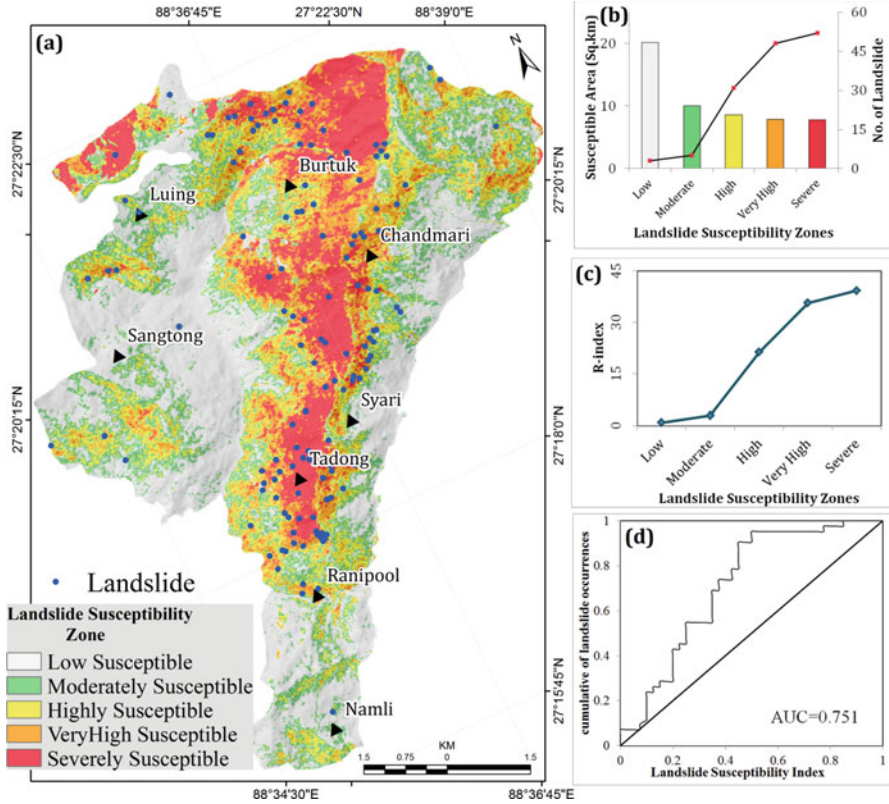 88°36'45"E
27°22'30"N
88°39'0"E
(a)
N
27°22'30"N
27°20'15"N
27°20'15"N
27°18'0"N
27°15'45"N
88°34'30"E
88°36'45"E
Burtuk
Luing
Chandmari
Sangtong
Syari
Tadong
Ranipool
Namli
Landslide
Landslide Susceptibility
Zone
Low Susceptible
Moderately Susceptible
Highly Susceptible
VeryHigh Susceptible
Severely Susceptible
KM
1.5 0.75 0 1.5
(b)
Susceptible Area (Sq.km)
20
10
0
No. of Landslide
60
45
30
15
0
Low
Moderate
High
Very High
Severe
Landslide Susceptibility Zones
(c)
R-index
45
30
15
0
Low
Moderate
High
Very High
Severe
Landslide Susceptibility Zones
(d)
cumulative of landslide occurrences
1
0.8
0.6
0.4
0.2
0
0 0.2 0.4 0.6 0.8 1
AUC=0.751
Landslide Susceptibility Index